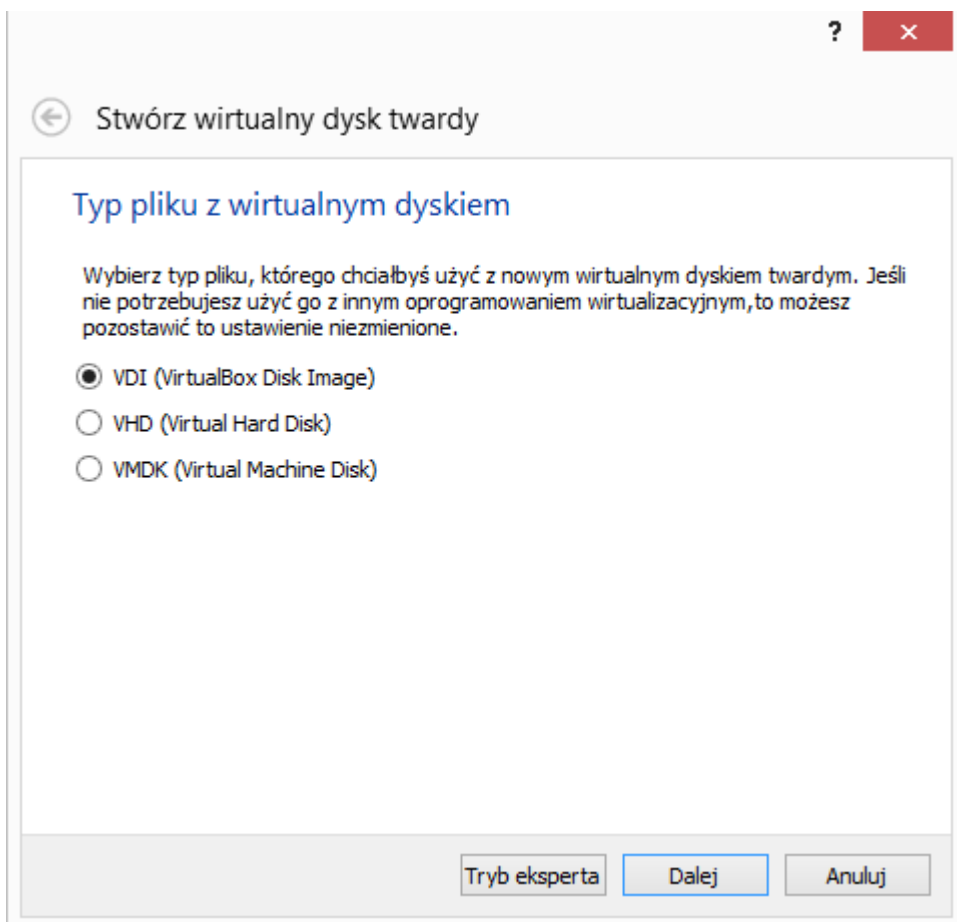 ?
Stwórz wirtualny dysk twardy
Typ pliku z wirtualnym dyskiem
Wybierz typ pliku, którego chciałbyś użyć z nowym wirtualnym dyskiem twardym. Jeśli
nie potrzebujesz użyć go z innym oprogramowaniem wirtualizacyjnym,to możesz
pozostawić to ustawienie niezmienione.
VDI (VirtualBox Disk Image)
VHD (Virtual Hard Disk)
VMDK (Virtual Machine Disk)
Tryb eksperta Dalej Anuluj